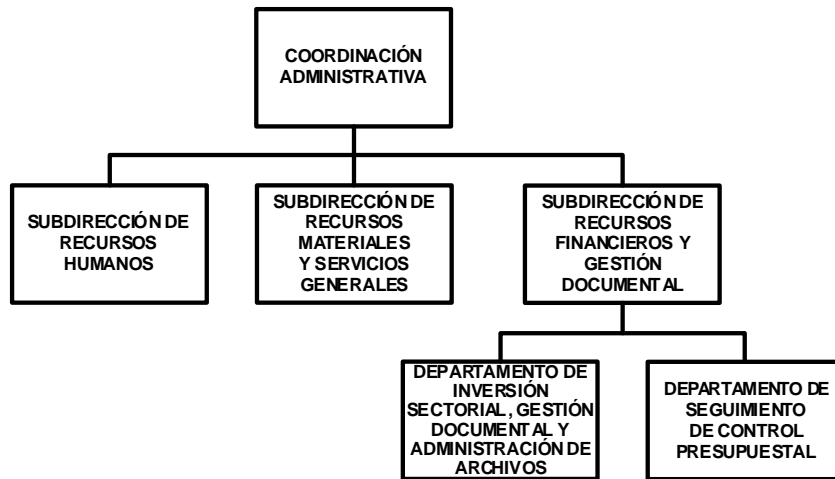 COORDINACIÓN
ADMINISTRATIVA
SUBDIRECCIÓN DE
RECURSOS
HUMANOS
SUBDIRECCIÓN DE
RECURSOS
MATERIALES
Y SERVICIOS
GENERALES
SUBDIRECCIÓN DE
RECURSOS
FINANCIEROS Y
GESTIÓN
DOCUMENTAL
DEPARTAMENTO DE
INVERSIÓN
SECTORIAL, GESTIÓN
DOCUMENTAL Y
ADMINISTRACIÓN DE
ARCHIVOS
DEPARTAMENTO DE
SEGUIMIENTO
DE CONTROL
PRESUPUESTAL